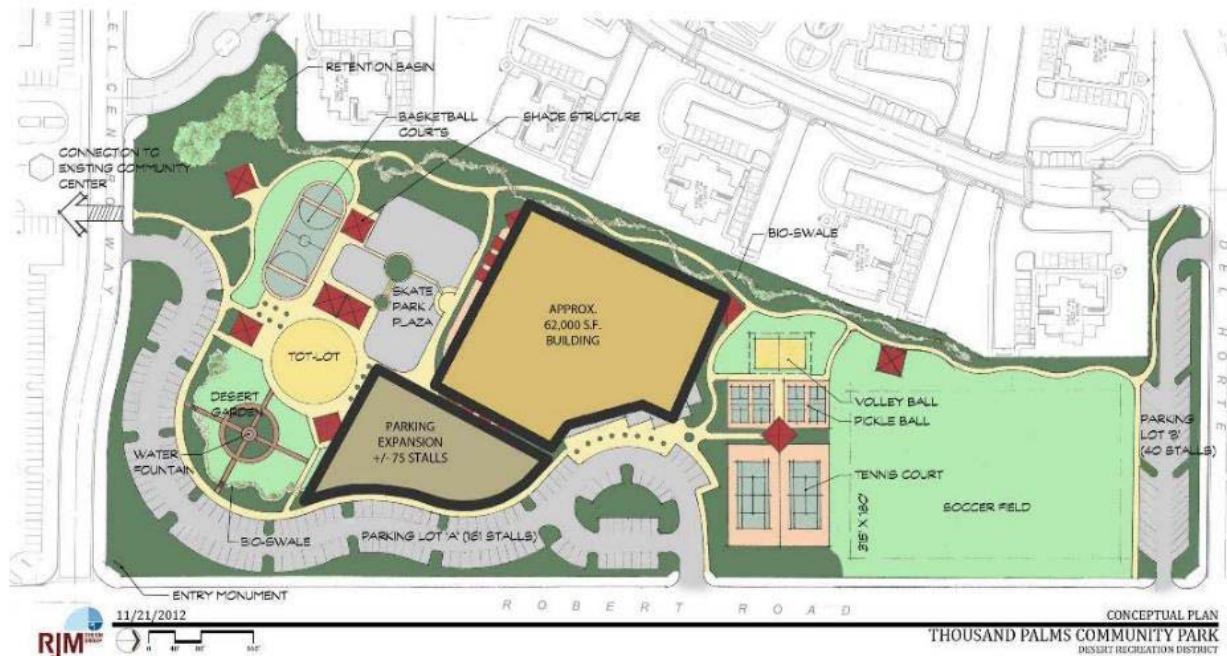 RETENTION BASIN
BASKETBALL
COURTS
SHADE STRUCTURE
CONNECTION TO
EXISTING COMMUNITY
CENTER
WAY
BIO-SWALE
SKATE
PARK /
PLAZA
APPROX.
62,000 S.F.
BUILDING
TOT-LOT
DESERT
GARDEN
WATER
FOUNTAIN
PARKING
EXPANSION
+/- 75 STALLS
VOLLEY BALL
PICKLE BALL
TENNIS COURT
PARKING
LOT 'B'
(40 STALLS)
SOCCER FIELD
315' X 180'
BIO-SWALE
PARKING LOT 'A' (161 STALLS)
ENTRY MONUMENT
ROBERT ROAD
11/21/2012
RJM
CONCEPTUAL PLAN
THOUSAND PALMS COMMUNITY PARK
DESERT RECREATION DISTRICT